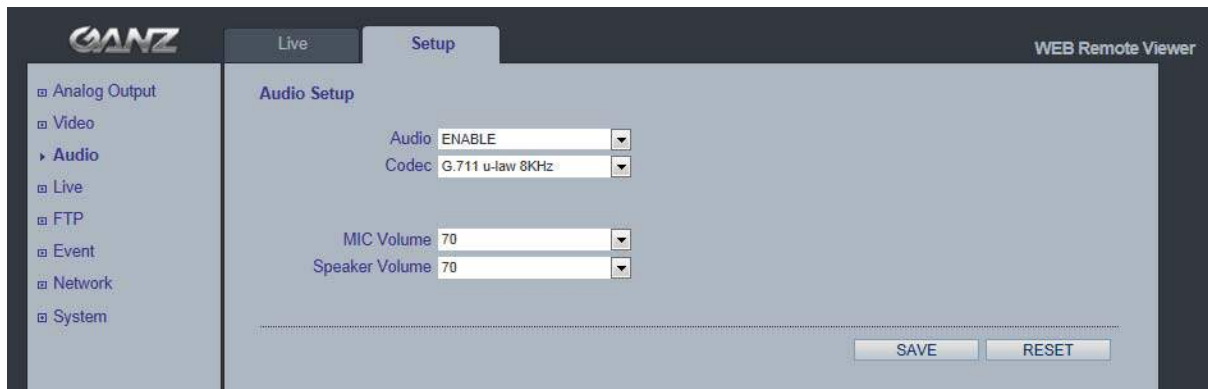 GANZ
Live
Setup
WEB Remote Viewer
Analog Output
Video
Audio
Live
FTP
Event
Network
System
Audio Setup
Audio ENABLE
Codec G.711 u-law 8KHz
MIC Volume 70
Speaker Volume 70
SAVE
RESET